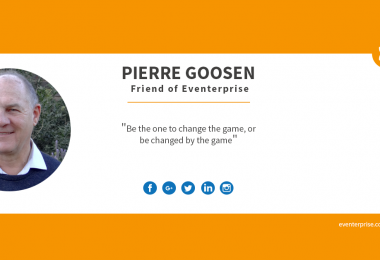 PIERRE GOOSEN
Friend of Eventerprise
"Be the one to change the game, or
be changed by the game"
eventerprise.co